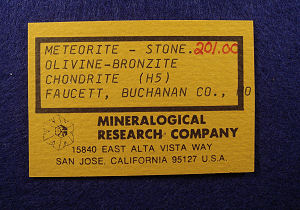 METEORITE - STONE. 201.00
OLIVINE-BRONZITE
CHONDRITE (H5)
FAUCETT, BUCHANAN CO., MO
MINERALOGICAL
RESEARCH COMPANY
15840 EAST ALTA VISTA WAY
SAN JOSE, CALIFORNIA 95127 U.S.A.